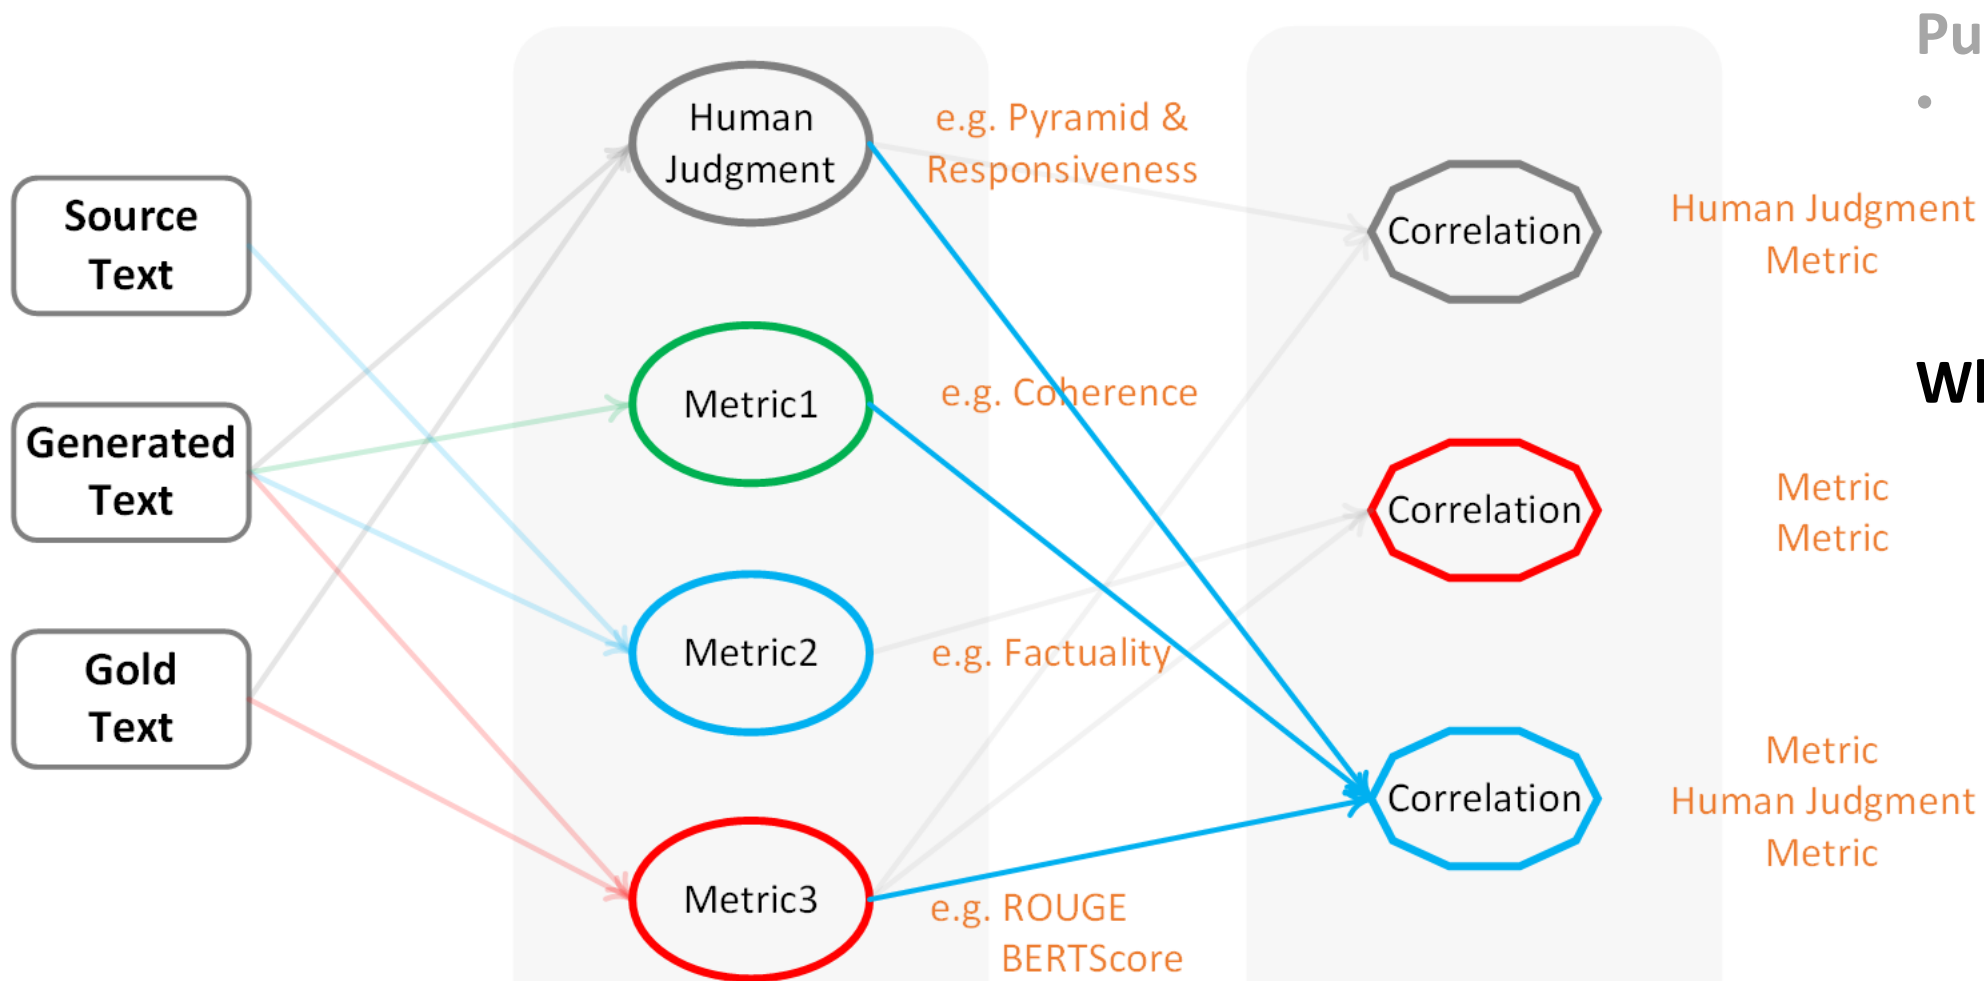 Source
Text
Generated
Text
Gold
Text
Human
Judgment
Metric1
Metric2
Metric3
e.g. Pyramid &
Responsiveness
e.g. Coherence
e.g. Factuality
e.g. ROUGE
BERTScore
Correlation
Correlation
Correlation
Human Judgment
Metric
Metric
Metric
Metric
Human Judgment
Metric
Pu
•